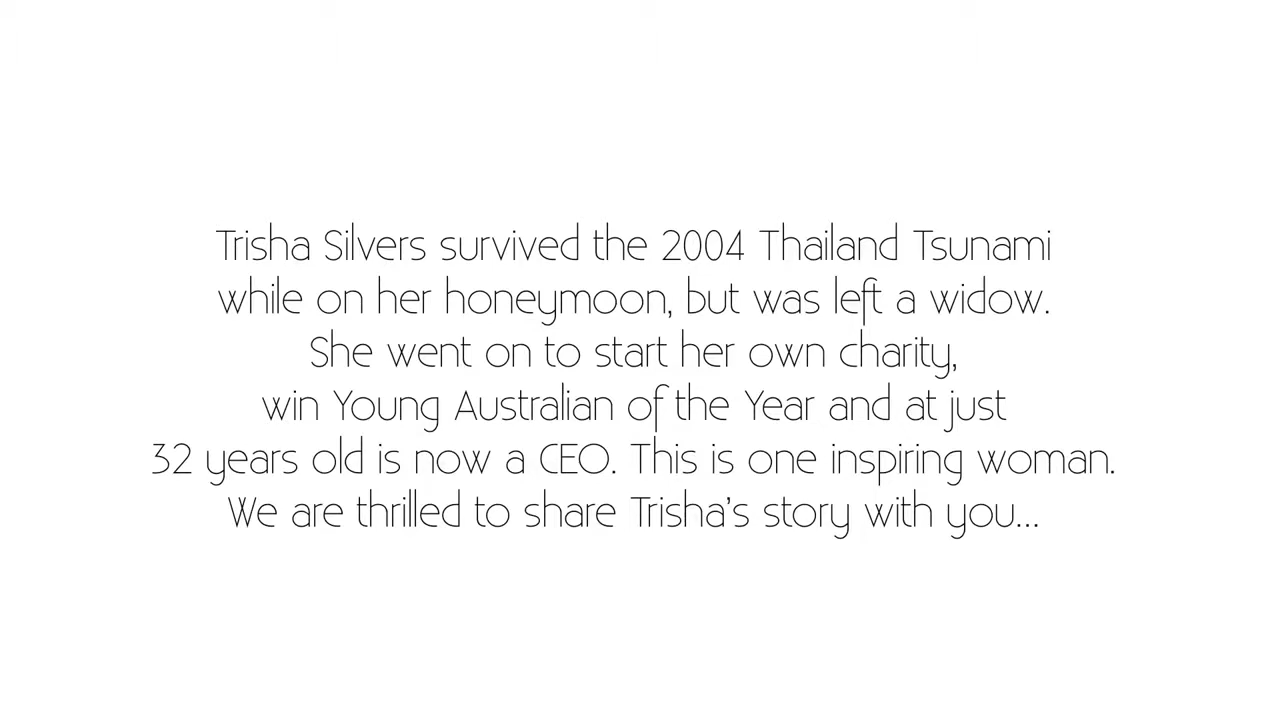 Trisha Silvers survived the 2004 Thailand Tsunami
while on her honeymoon, but was left a widow.
She went on to start her own charity,
win Young Australian of the Year and at just
32 years old is now a CEO. This is one inspiring woman.
We are thrilled to share Trisha's story with you...